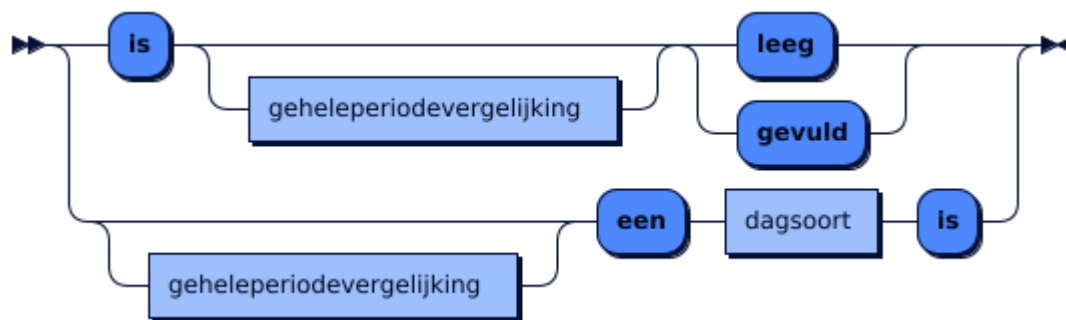 is leeg
geheleperiodevergelijking
gevuld
een dagsoort is
geheleperiodevergelijking